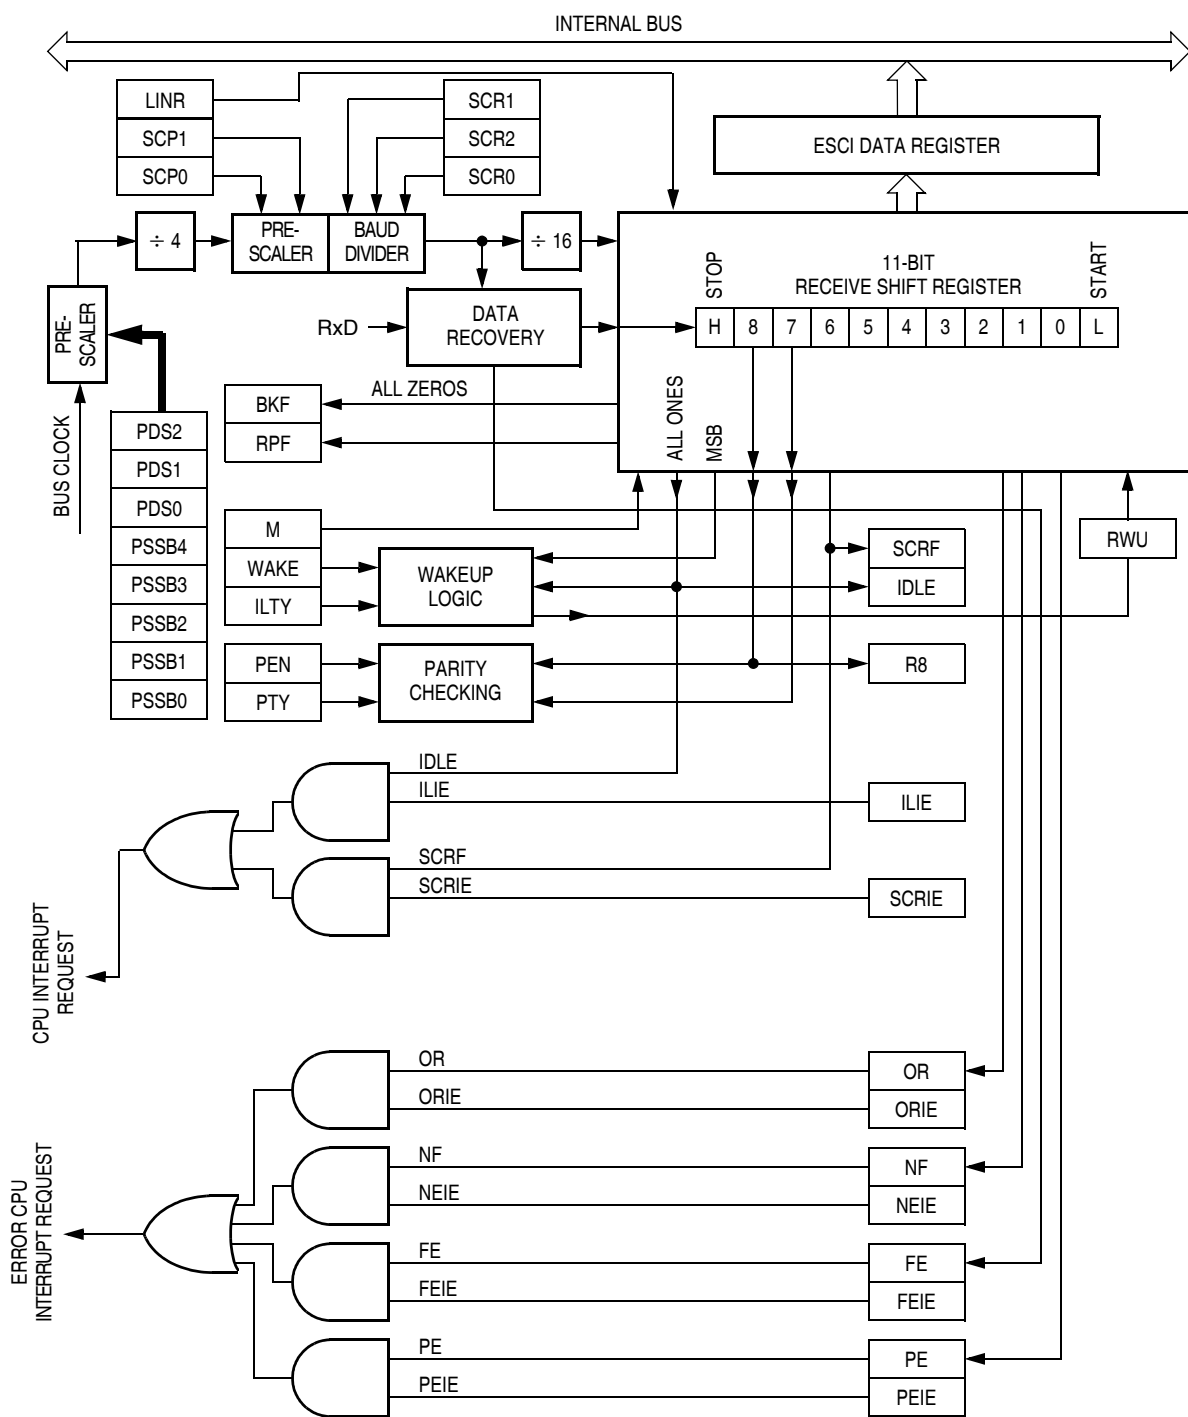 INTERNAL BUS
LINR
SCP1
SCP0
SCR1
SCR2
SCR0
ESCI DATA REGISTER
÷ 4
PRE-
SCALER
BAUD
DIVIDER
÷ 16
PRE-
SCALER
BUS CLOCK
RxD
DATA
RECOVERY
STOP
11-BIT
RECEIVE SHIFT REGISTER
START
H
8
7
6
5
4
3
2
1
0
L
ALL ZEROS
BKF
RPF
ALL ONES
MSB
PDS2
PDS1
PDS0
PSSB4
PSSB3
PSSB2
PSSB1
PSSB0
M
WAKE
ILTY
WAKEUP
LOGIC
SCRF
IDLE
RWU
PEN
PTY
PARITY
CHECKING
R8
IDLE
ILIE
ILIE
SCRF
SCRIE
SCRIE
CPU INTERRUPT
REQUEST
OR
ORIE
OR
ORIE
NF
NEIE
NF
NEIE
FE
FEIE
FE
FEIE
PE
PEIE
PE
PEIE
ERROR CPU
INTERRUPT REQUEST